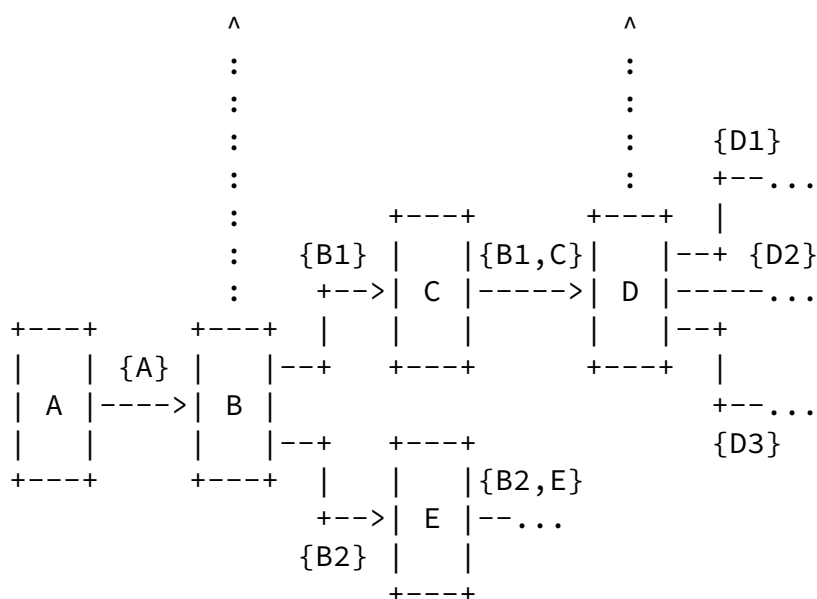 ^                               ^
                  :                               :
                  :                               :
                  :                               :      {D1}
                  :                               :      +--...
                  :            +---+         +---+   |
                  :     {B1}   |   |{B1,C}|   |--+ {D2}
                  :      +-->| C |----->| D |-----...
+---+       +---+   |    |   |         |   |--+
|   | {A}  |   |--+    +---+         +---+   |
| A |---->| B |                                  +--...
|   |       |   |--+    +---+                    {D3}
+---+       +---+   |    |   |{B2,E}
                         +-->| E |--...
                        {B2} |   |
                               +---+